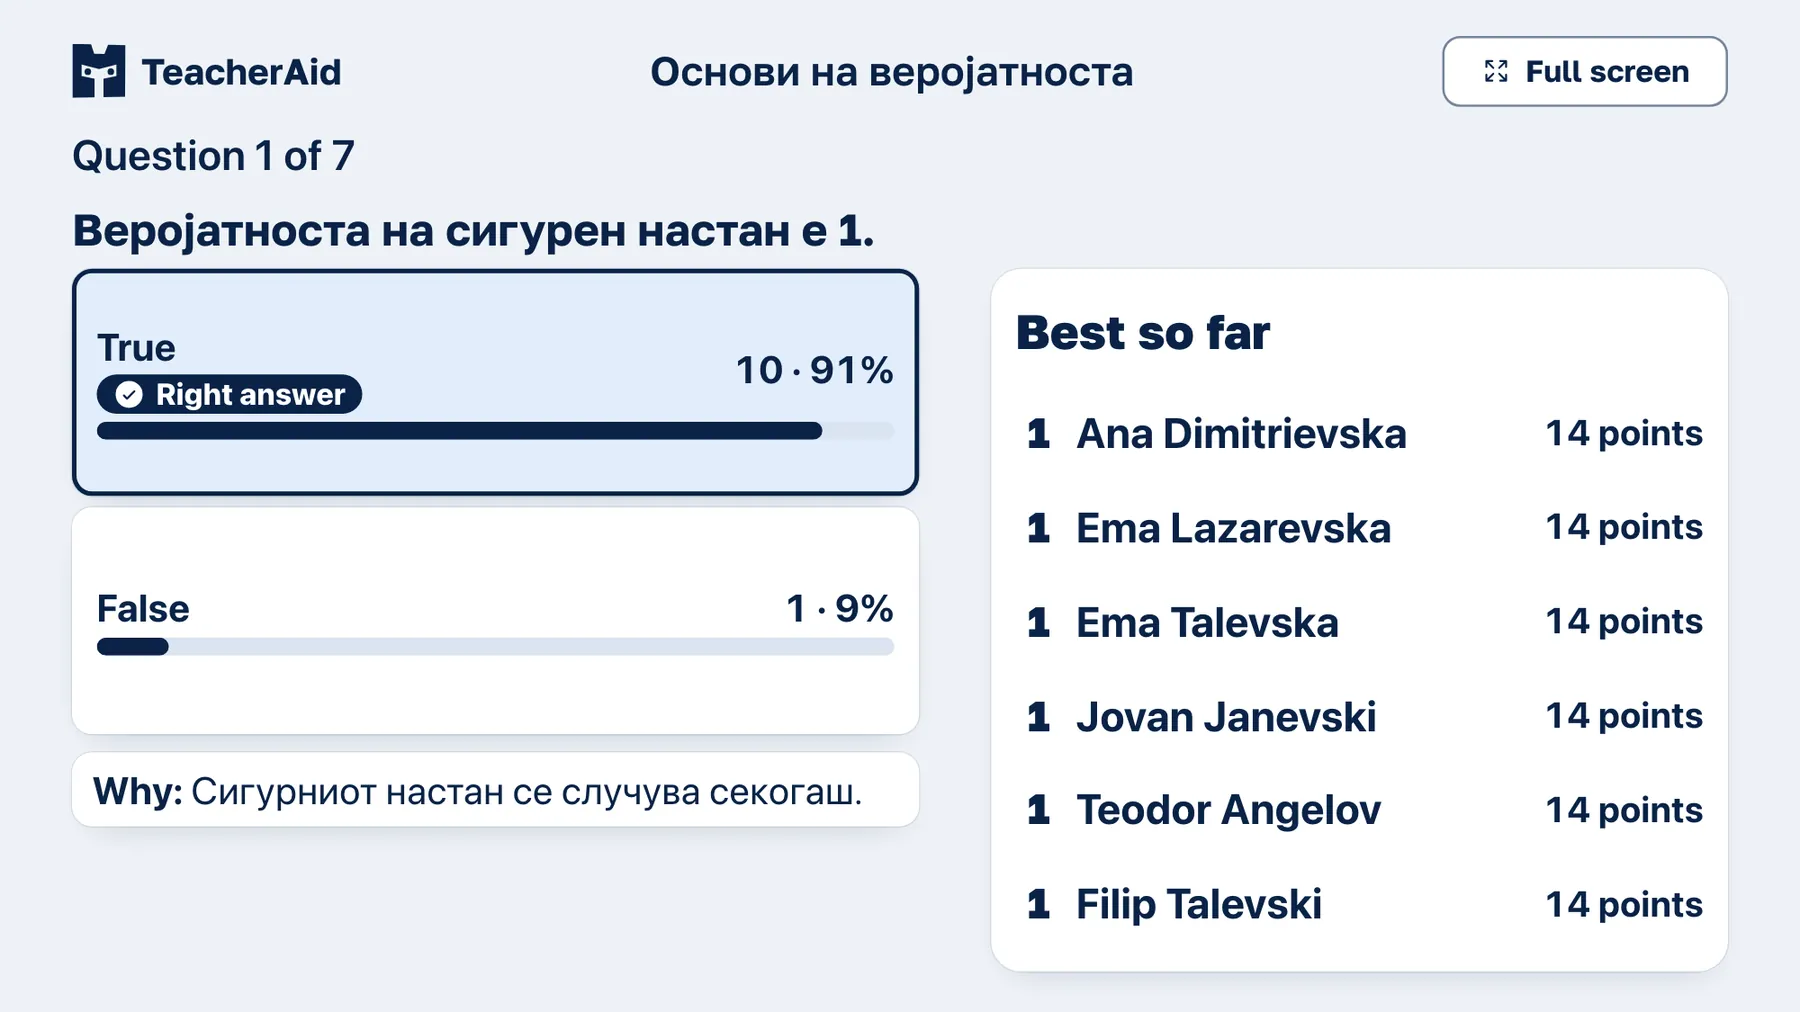 TeacherAid
Основи на веројатноста
Full screen
Question 1 of 7
Веројатноста на сигурен настан е 1.
True
Right answer
10 · 91%
False
1 · 9%
Why: Сигурниот настан се случува секогаш.
Best so far
1 Ana Dimitrievska 14 points
1 Ema Lazarevska 14 points
1 Ema Talevska 14 points
1 Jovan Janevski 14 points
1 Teodor Angelov 14 points
1 Filip Talevski 14 points